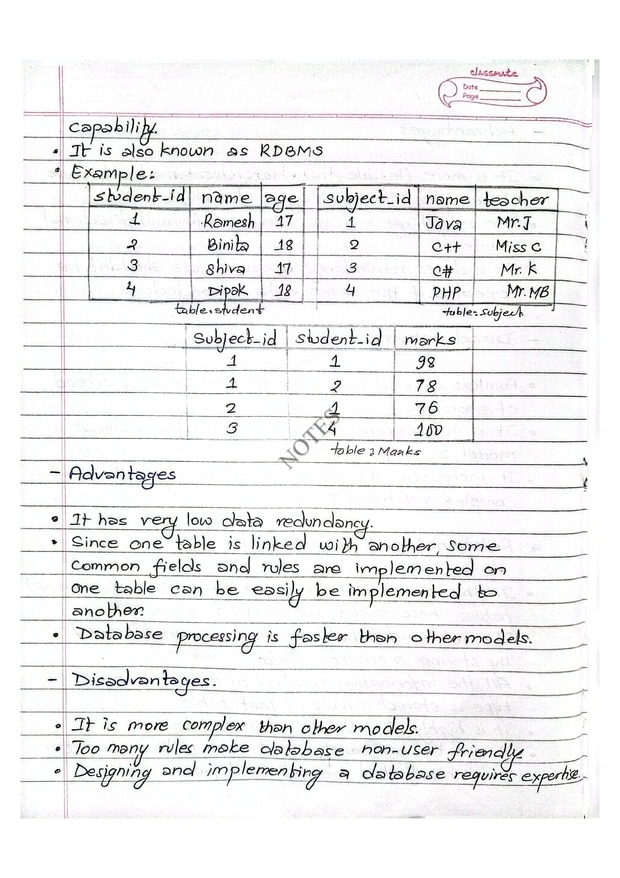 classmate
Date
Page
capability.
• It is also known as RDBMS
• Example:
student_id name age
1 Ramesh 17
2 Binita 18
3 Shiva 17
4 Dipak 18
table: student
subject_id name teacher
1 Java Mr. J
2 C++ Miss C
3 C# Mr. K
4 PHP Mr. MB
table: subject
Subject_id student_id marks
1 1 98
1 2 78
2 1 76
3 4 100
table: Marks
NOTES
- Advantages
• It has very low data redundancy.
• Since one table is linked with another, some
common fields and rules are implemented on
one table can be easily be implemented to
another.
• Database processing is faster than other models.
- Disadvantages.
• It is more complex than other models.
• Too many rules make database non-user friendly
• Designing and implementing a database requires expertise